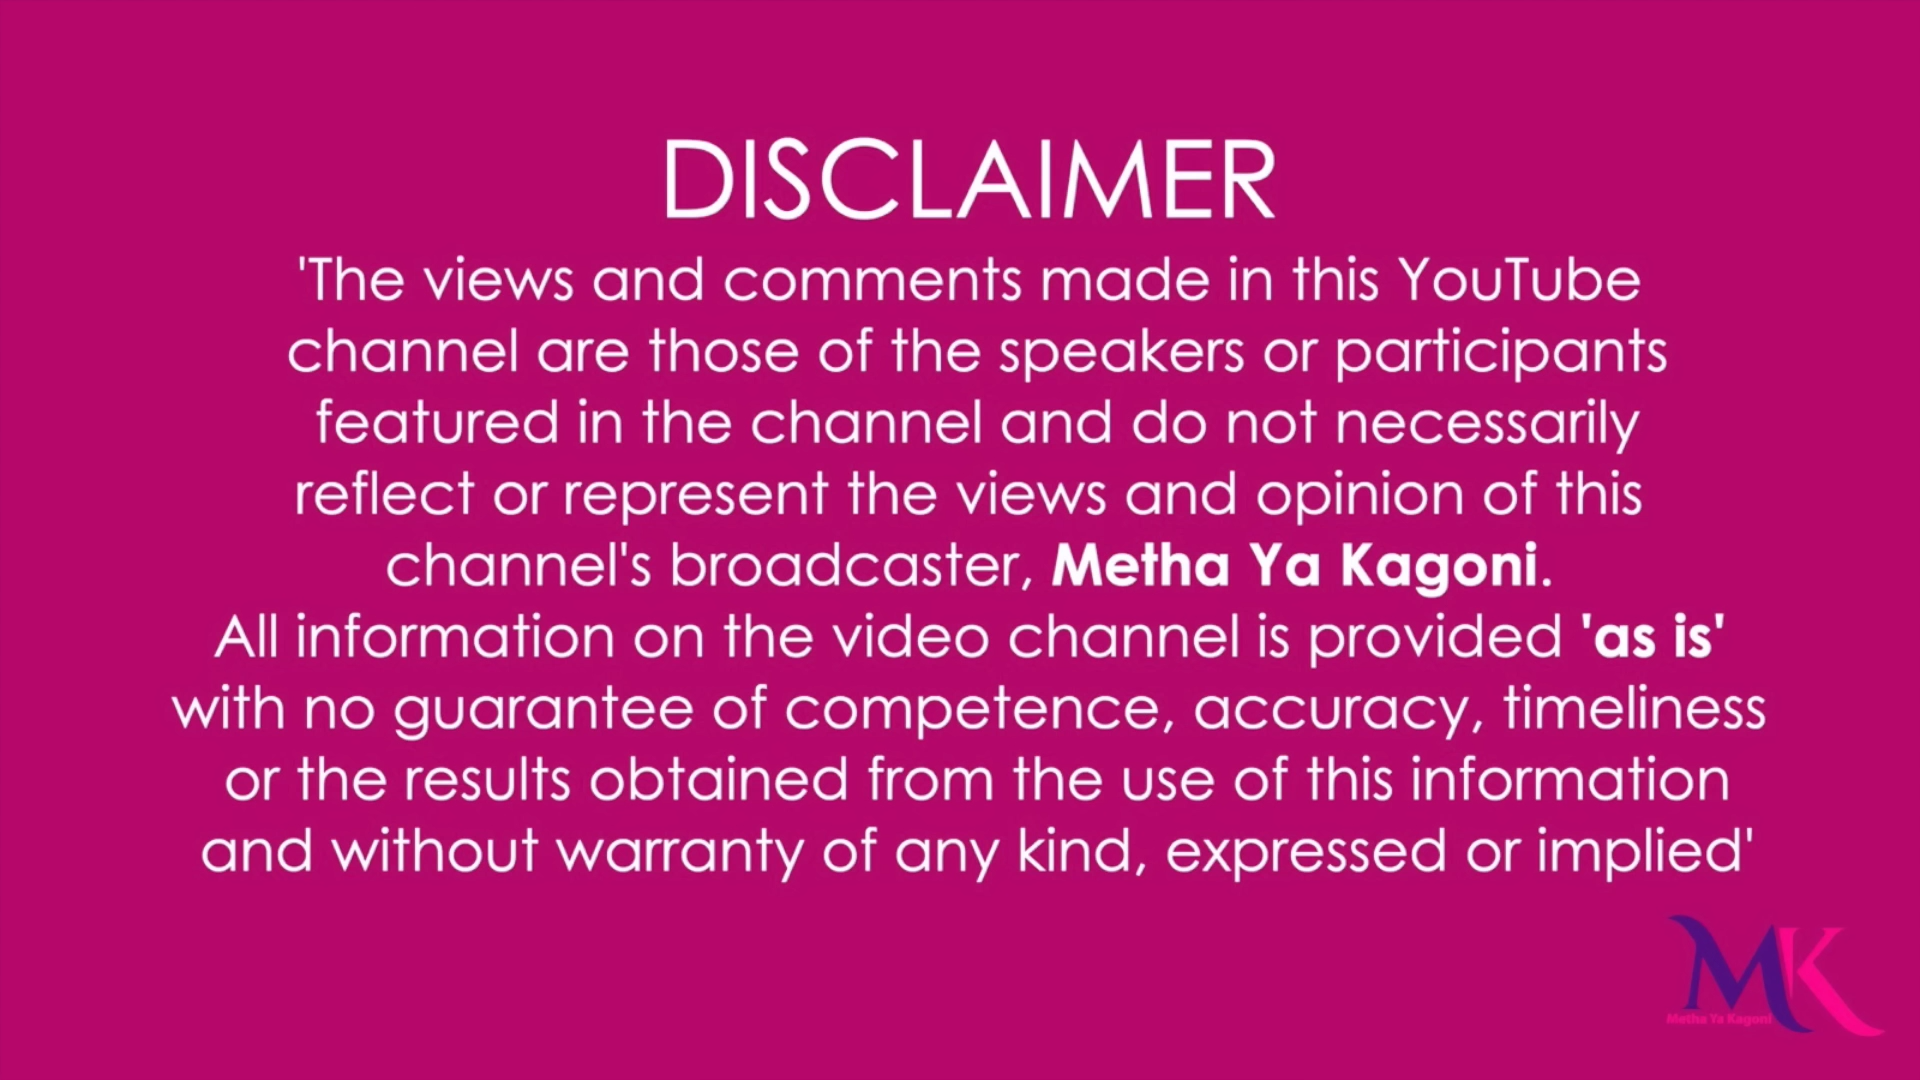 DISCLAIMER
'The views and comments made in this YouTube
channel are those of the speakers or participants
featured in the channel and do not necessarily
reflect or represent the views and opinion of this
channel's broadcaster, Metha Ya Kagoni.
All information on the video channel is provided 'as is'
with no guarantee of competence, accuracy, timeliness
or the results obtained from the use of this information
and without warranty of any kind, expressed or implied'
MK
Metha Ya Kagoni